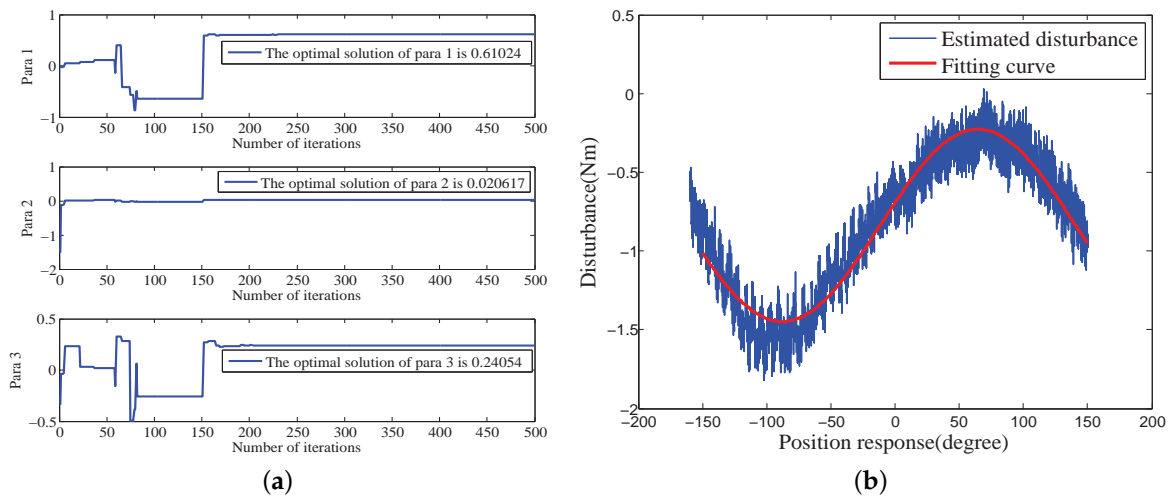 1
0
−1
Para 1
The optimal solution of para 1 is 0.61024
0 50 100 150 200 250 300 350 400 450 500
Number of iterations
1
0
−1
−2
Para 2
The optimal solution of para 2 is 0.020617
0 50 100 150 200 250 300 350 400 450 500
Number of iterations
0.5
0
−0.5
Para 3
The optimal solution of para 3 is 0.24054
0 50 100 150 200 250 300 350 400 450 500
Number of iterations
(a)
0.5
0
−0.5
−1
−1.5
−2
Disturbance(Nm)
Estimated disturbance
Fitting curve
−200 −150 −100 −50 0 50 100 150 200
Position response(degree)
(b)